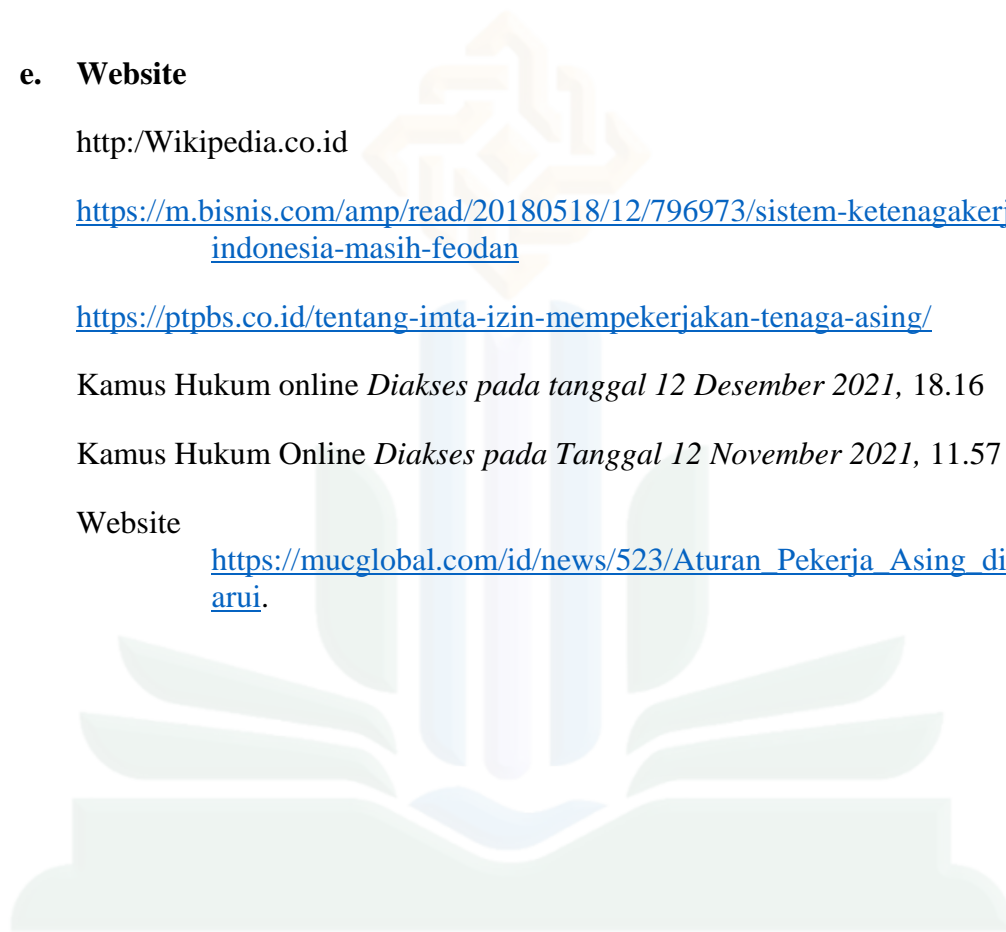 e. Website
http:/Wikipedia.co.id
https://m.bisnis.com/amp/read/20180518/12/796973/sistem-ketenagakerj
indonesia-masih-feodan
https://ptpbs.co.id/tentang-imta-izin-mempekerjakan-tenaga-asing/
Kamus Hukum online Diakses pada tanggal 12 Desember 2021, 18.16
Kamus Hukum Online Diakses pada Tanggal 12 November 2021, 11.57
Website
https://mucglobal.com/id/news/523/Aturan_Pekerja_Asing_di
arui.